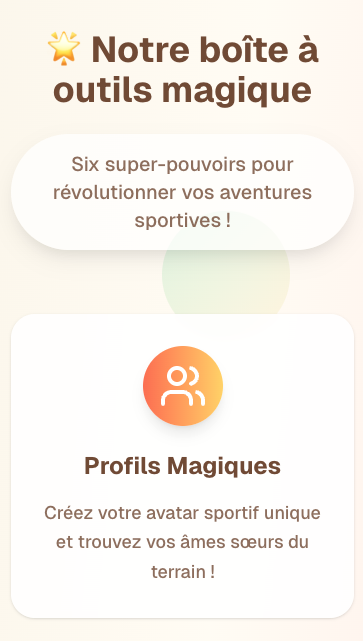 🌟 Notre boîte à
outils magique
Six super-pouvoirs pour
révolutionner vos aventures
sportives !
Profils Magiques
Créez votre avatar sportif unique
et trouvez vos âmes sœurs du
terrain !